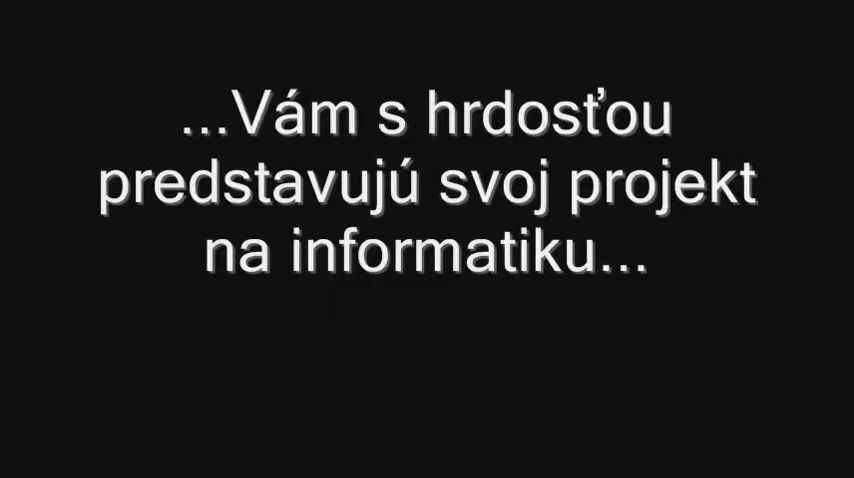 ...Vám s hrdosťou
predstavujú svoj projekt
na informatiku...